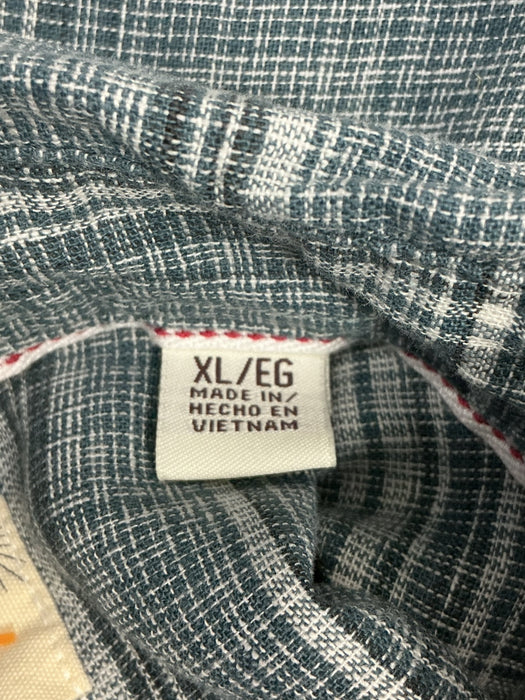 XL/EG
MADE IN/
HECHO EN
VIETNAM